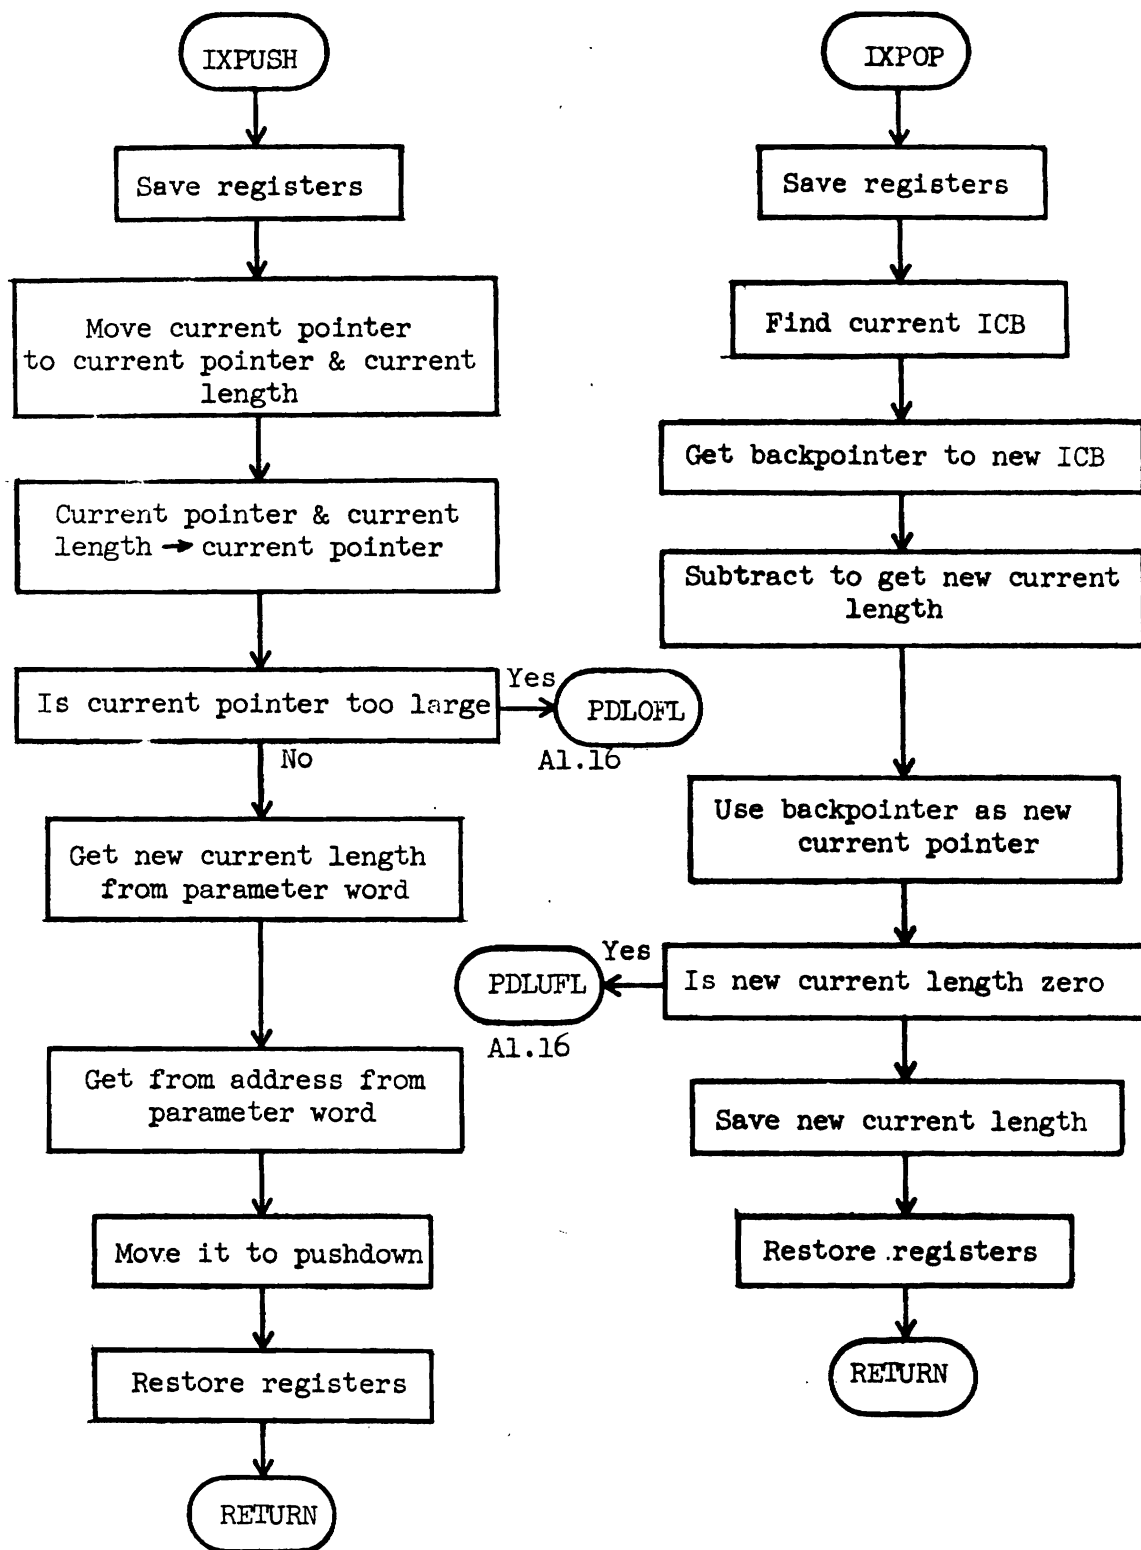 IXPUSH
Save registers
Move current pointer
to current pointer & current
length
Current pointer & current
length → current pointer
Is current pointer too large
Yes
PDLOFL
A1.16
No
Get new current length
from parameter word
Get from address from
parameter word
Move it to pushdown
Restore registers
RETURN
IXPOP
Save registers
Find current ICB
Get backpointer to new ICB
Subtract to get new current
length
Use backpointer as new
current pointer
Is new current length zero
Yes
PDLUFL
A1.16
Save new current length
Restore registers
RETURN